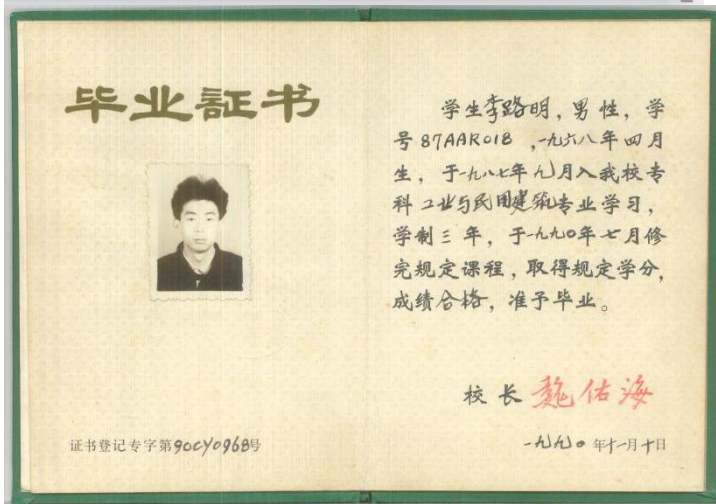 毕业証书
学生李路明，男性，学
号87AAR018，一九六八年四月
生，于一九八七年九月入我校专
科工业与民用建筑专业学习，
学制三年，于一九九〇年七月修
完规定课程，取得规定学分，
成绩合格，准予毕业。
校长 佑海
证书登记专字第90CY0968号
一九九〇年十一月十日